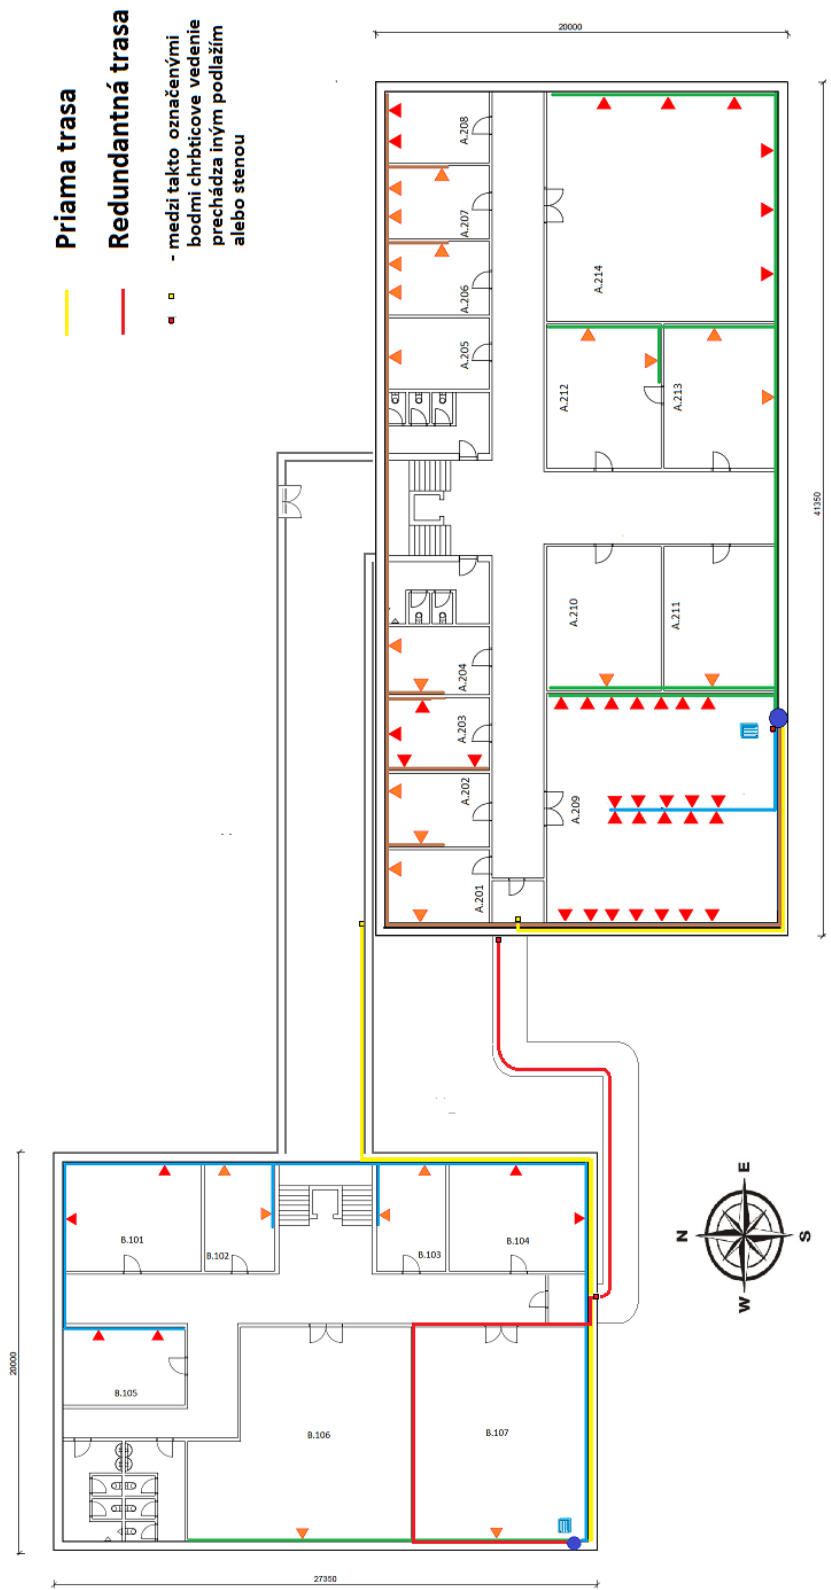 Priama trasa
Redundantná trasa
- medzi takto označenými
bodmi chrbticove vedenie
prechádza iným podlažím
alebo stenou
20000
41350
A.208
A.207
A.206
A.205
A.214
A.212
A.213
A.210
A.211
A.204
A.203
A.202
A.201
A.209
B.101
B.102
B.103
B.104
B.105
B.106
B.107
20000
27350
N
E
S
W